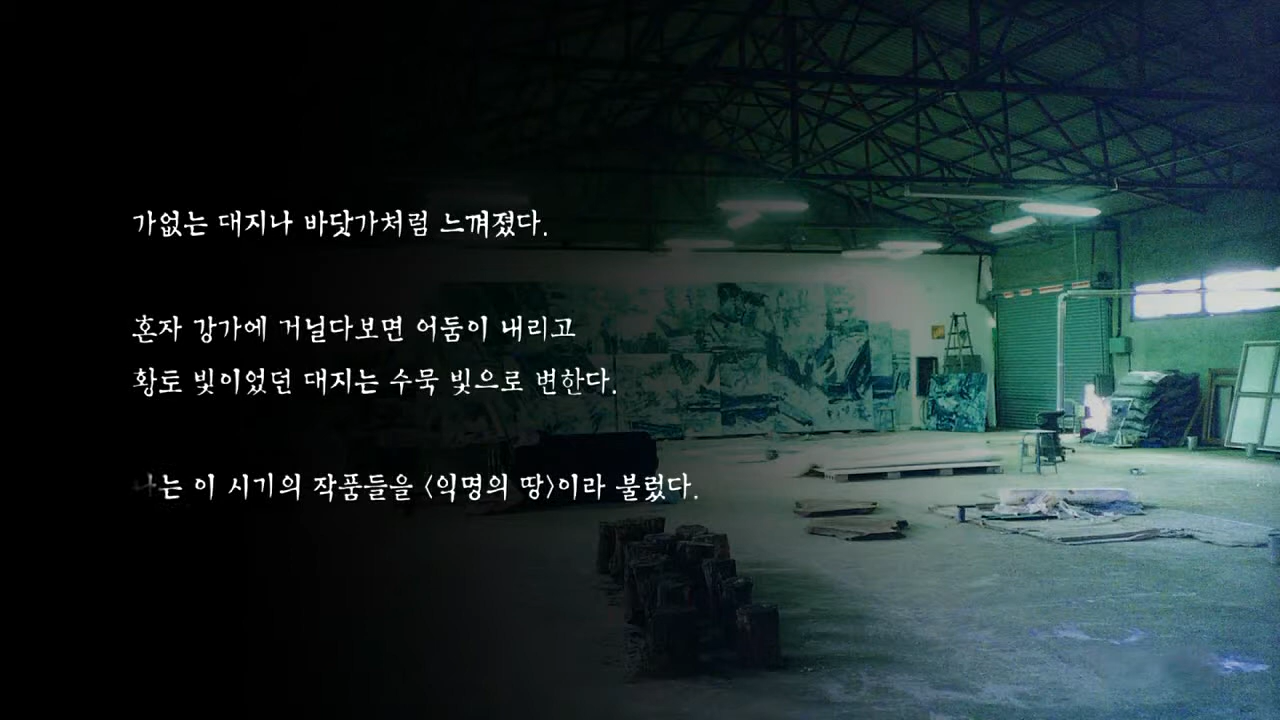 가없는 대지나 바닷가처럼 느껴졌다.
혼자 강가에 거닐다보면 어둠이 내리고
황토 빛이었던 대지는 수묵 빛으로 변한다.
나는 이 시기의 작품들을 <익명의 땅>이라 불렀다.